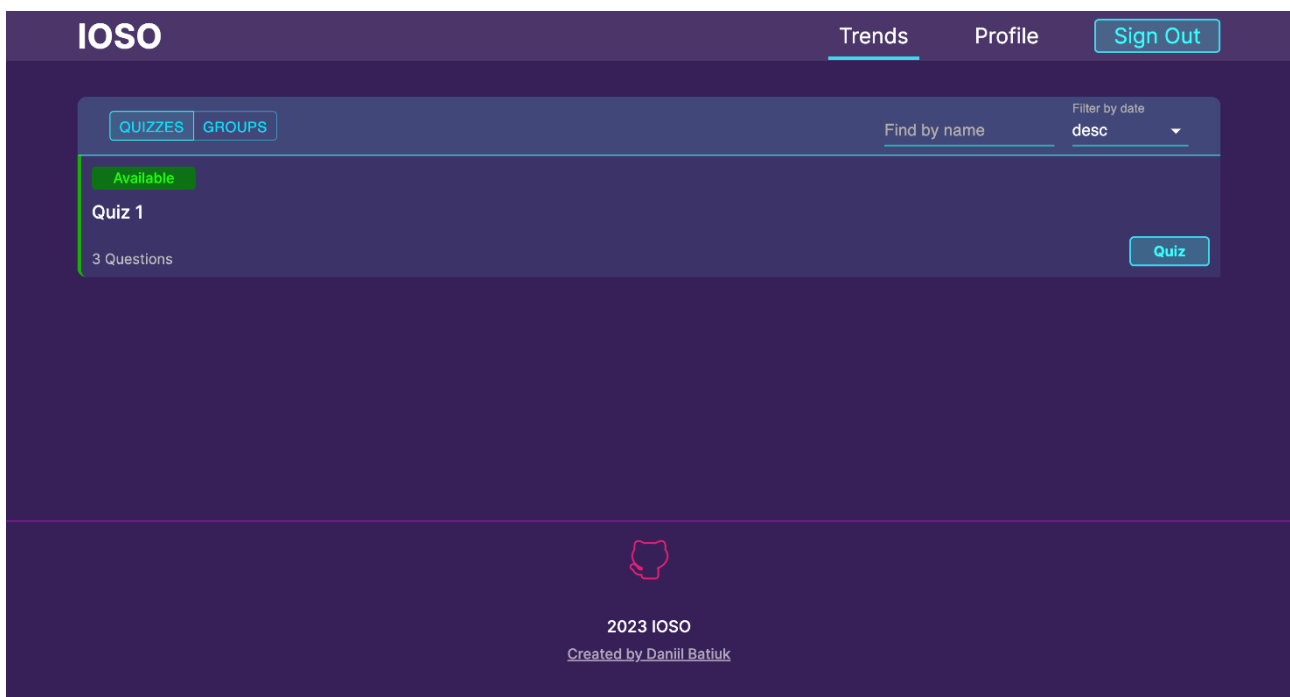 IOSO
Trends Profile Sign Out
QUIZZES GROUPS
Find by name
Filter by date
desc
Available
Quiz 1
3 Questions
Quiz
2023 IOSO
Created by Daniil Batiuk